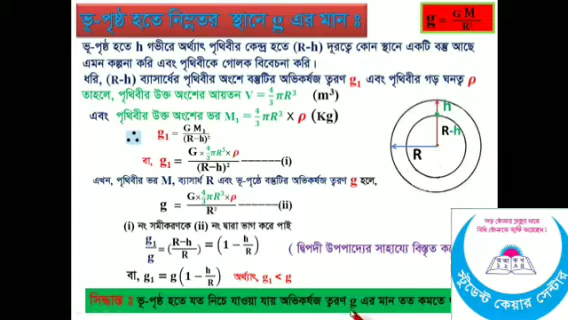 ভূ-পৃষ্ঠ হতে নিম্নতর স্থানে g এর মান :
g = G M / R²
ভূ-পৃষ্ঠ হতে h গভীরে অর্থ্যাৎ পৃথিবীর কেন্দ্র হতে (R-h) দূরত্বে কোন স্থানে একটি বস্তু আছে
এমন কল্পনা করি এবং পৃথিবীকে গোলক বিবেচনা করি।
ধরি, (R-h) ব্যাসার্ধের পৃথিবীর অংশে বস্তুটির অভিকর্ষজ ত্বরণ g₁ এবং পৃথিবীর গড় ঘনত্ব ρ
তাহলে, পৃথিবীর উক্ত অংশের আয়তন V = 4/3 πR³ (m³)
এবং পৃথিবীর উক্ত অংশের ভর M₁ = 4/3 πR³ × ρ (Kg)
∴ g₁ = G M₁ / (R−h)²
বা, g₁ = G × 4/3 πR³ × ρ / (R−h)² ———(i)
এখন, পৃথিবীর ভর M, ব্যাসার্ধ R এবং ভূ-পৃষ্ঠে বস্তুটির অভিকর্ষজ ত্বরণ g হলে,
g = G × 4/3 πR³ × ρ / R² ———(ii)
(i) নং সমীকরণকে (ii) নং দ্বারা ভাগ করে পাই
g₁/g = (R−h / R) = (1 − h/R) ( দ্বিপদী উপপাদ্যের সাহায্যে বিস্তৃত
বা, g₁ = g (1 − h/R) অর্থ্যাৎ, g₁ < g
সিদ্ধান্ত : ভূ-পৃষ্ঠ হতে যত নিচে যাওয়া যায় অভিকর্ষজ ত্বরণ g এর মান তত কমতে
h
R-h
R
স্টুডেন্ট কেয়ার সেন্টার